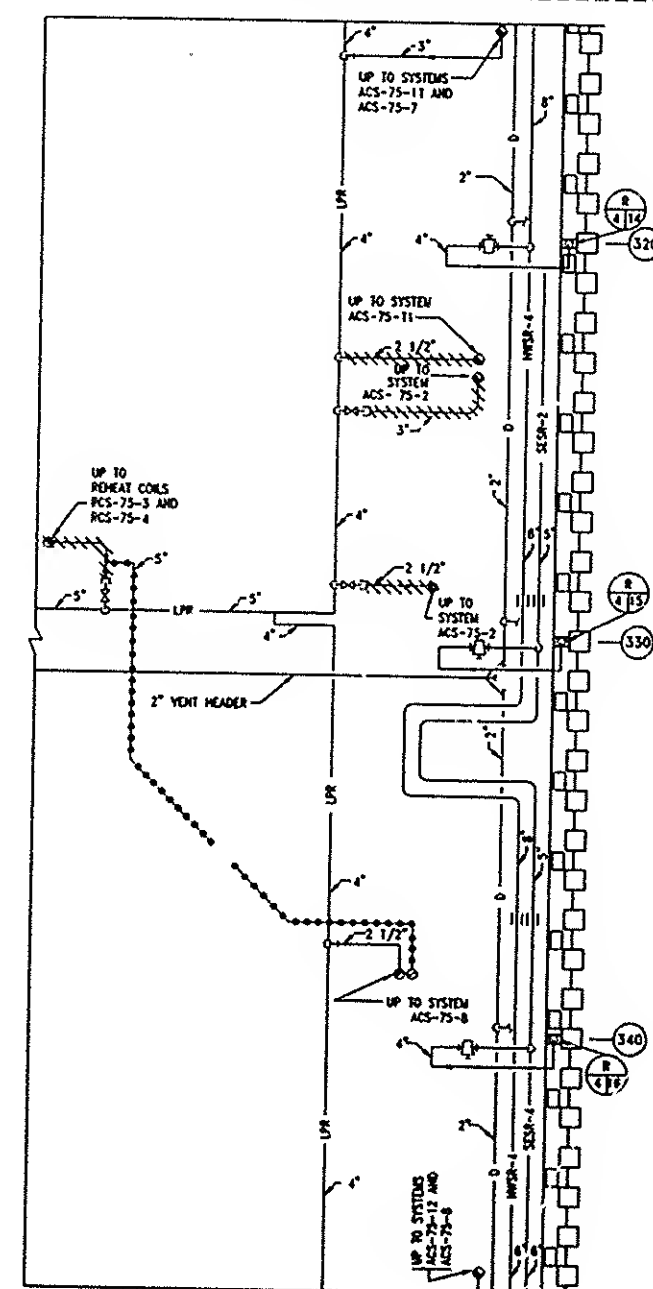 4"
3"
UP TO SYSTEMS
ACS-75-11 AND
ACS-75-7
8"
D
2"
LPR
R
4 14
320
4"
4"
HWSR-4
UP TO SYSTEM
ACS-75-11
2 1/2"
UP TO
SYSTEM
ACS-75-2
3"
SESR-2
D
UP TO
REHEAT COILS
RCS-75-3 AND
RCS-75-4
2"
4"
5"
5"
2 1/2"
R
4 15
5"
LPR
5"
4"
UP TO
SYSTEM
ACS-75-2
330
2" VENT HEADER
2"
LPR
5"
4"
D
2 1/2"
UP TO SYSTEM
ACS-75-8
340
4"
R
4 16
2"
LPR
SESR-4
HWSR-4
D
4"
UP TO SYSTEMS
ACS-75-12 AND
ACS-75-8
6"
6"